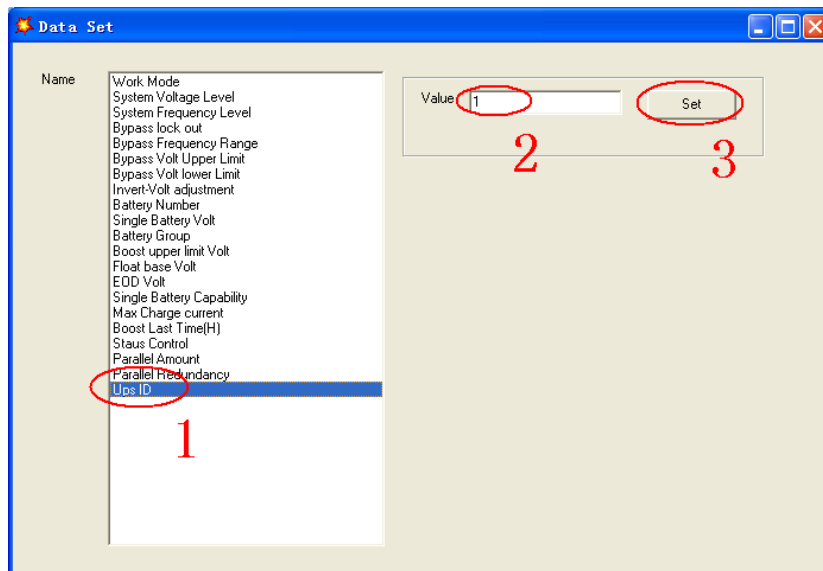 Data Set
Name
Work Mode
System Voltage Level
System Frequency Level
Bypass lock out
Bypass Frequency Range
Bypass Volt Upper Limit
Bypass Volt lower Limit
Invert-Volt adjustment
Battery Number
Single Battery Volt
Battery Group
Boost upper limit Volt
Float base Volt
EOD Volt
Single Battery Capability
Max Charge current
Boost Last Time(H)
Staus Control
Parallel Amount
Parallel Redundancy
Ups ID
1
Value 1
Set
2
3